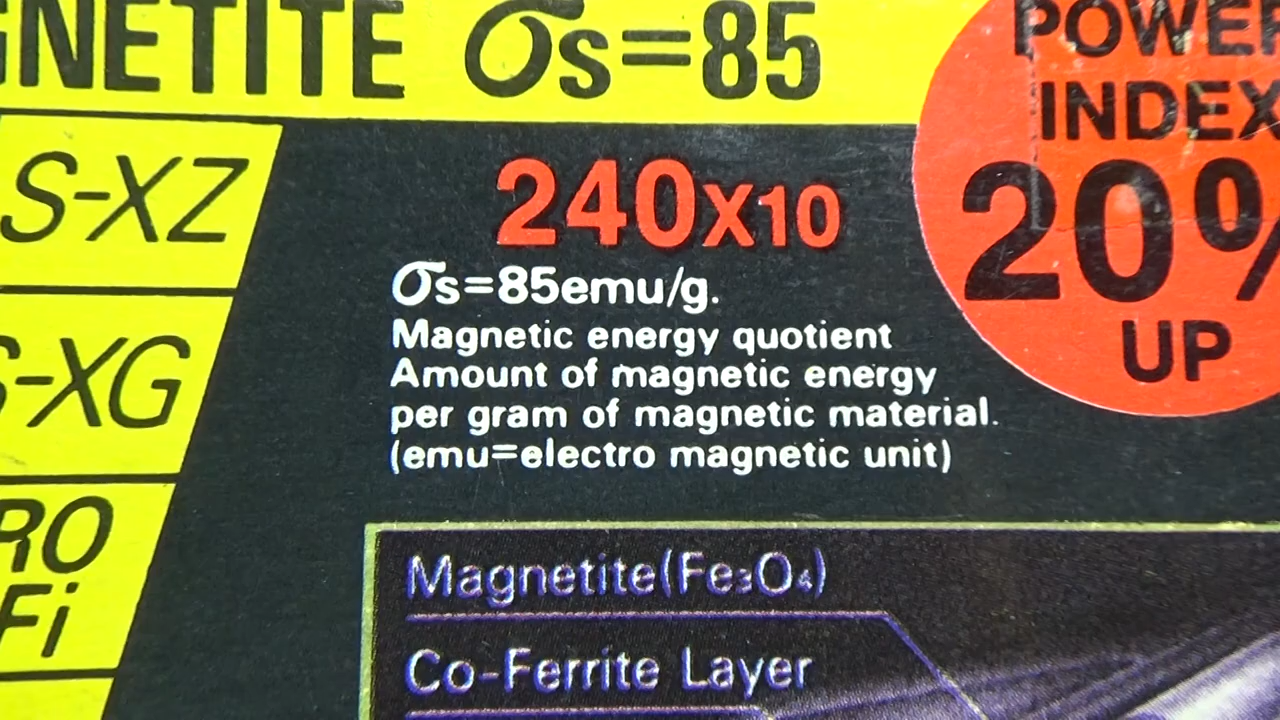 GNETITE σs=85
POWER
INDEX
20%
UP
S-XZ
S-XG
RO
Fi
240x10
σs=85emu/g.
Magnetic energy quotient
Amount of magnetic energy
per gram of magnetic material.
(emu=electro magnetic unit)
Magnetite(Fe₃O₄)
Co-Ferrite Layer